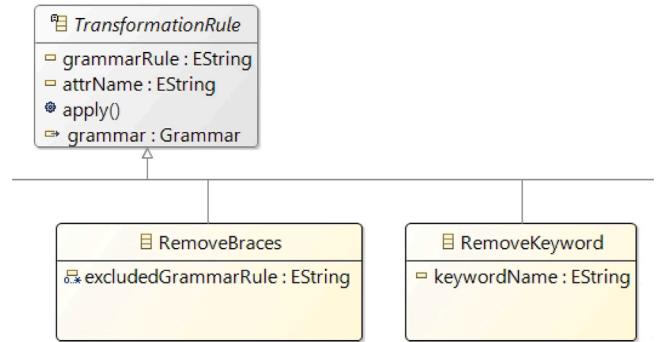 TransformationRule
grammarRule : EString
attrName : EString
apply()
grammar : Grammar
RemoveBraces
excludedGrammarRule : EString
RemoveKeyword
keywordName : EString